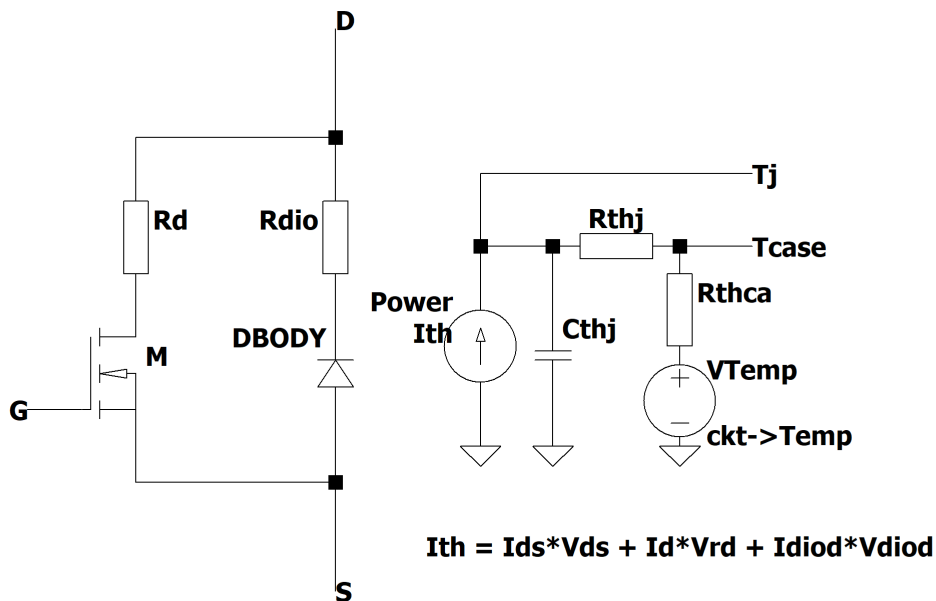 D
Tj
Rd
Rdio
Rthj
Tcase
Rthca
Power
Ith
Cthj
DBODY
M
VTemp
G
ckt->Temp
Ith = Ids*Vds + Id*Vrd + Idiod*Vdiod
S